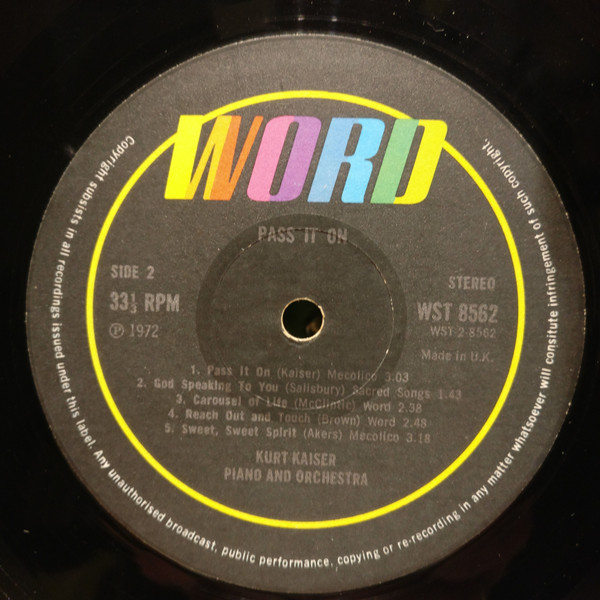 WORD
PASS IT ON
SIDE 2
STEREO
33⅓ RPM
WST 8562
Ⓟ 1972
WST 2-8562
Made in U.K.
1. Pass It On (Kaiser) Mecolico 3.03
2. God Speaking To You (Salisbury) Sacred Songs 1.43
3. Carousel of Life (McClintic) Word 2.38
4. Reach Out and Touch (Brown) Word 2.48
5. Sweet, Sweet Spirit (Akers) Mecolico 3.18
KURT KAISER
PIANO AND ORCHESTRA
Copyright subsists in all recordings issued under this label. Any unauthorised broadcast, public performance, copying or re-recording in any matter whatsoever will consitute infringement of such copyright.